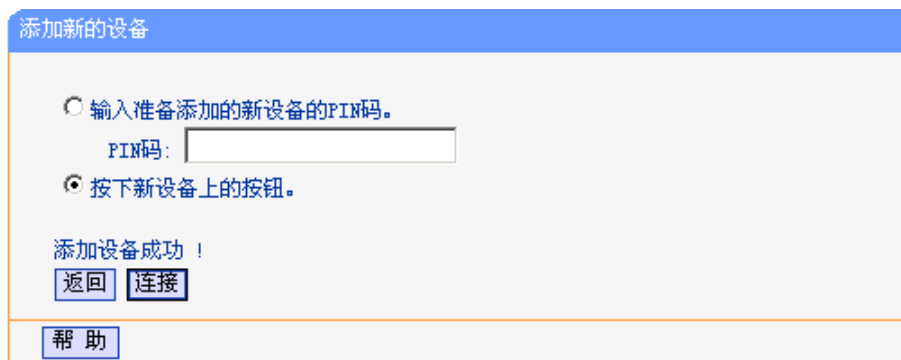 添加新的设备
输入准备添加的新设备的PIN码。
PIN码:
按下新设备上的按钮。
添加设备成功 !
返回 连接
帮 助